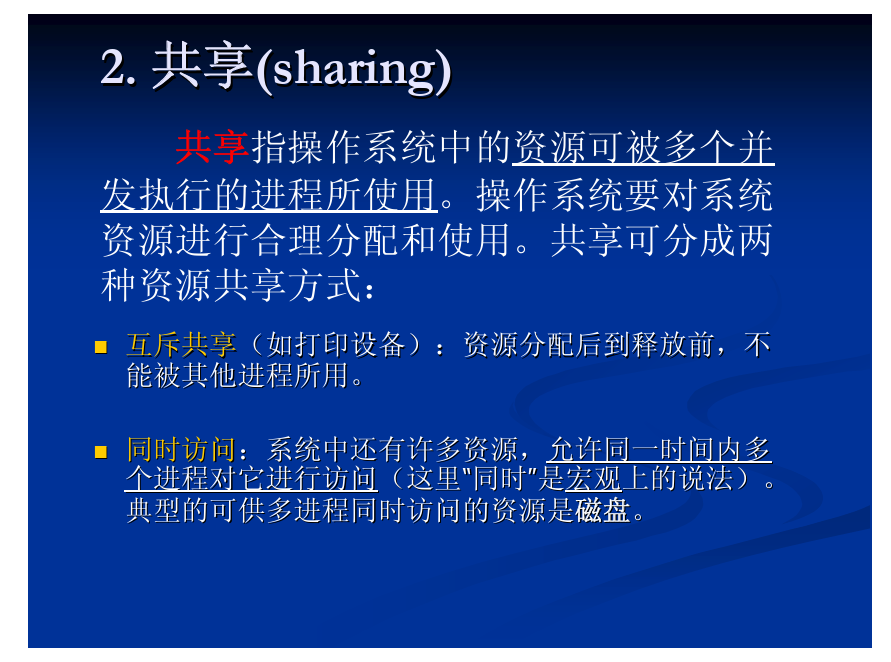 2. 共享(sharing)
共享指操作系统中的资源可被多个并
发执行的进程所使用。操作系统要对系统
资源进行合理分配和使用。共享可分成两
种资源共享方式：
互斥共享（如打印设备）：资源分配后到释放前，不
能被其他进程所用。
同时访问：系统中还有许多资源，允许同一时间内多
个进程对它进行访问（这里“同时”是宏观上的说法）。
典型的可供多进程同时访问的资源是磁盘。